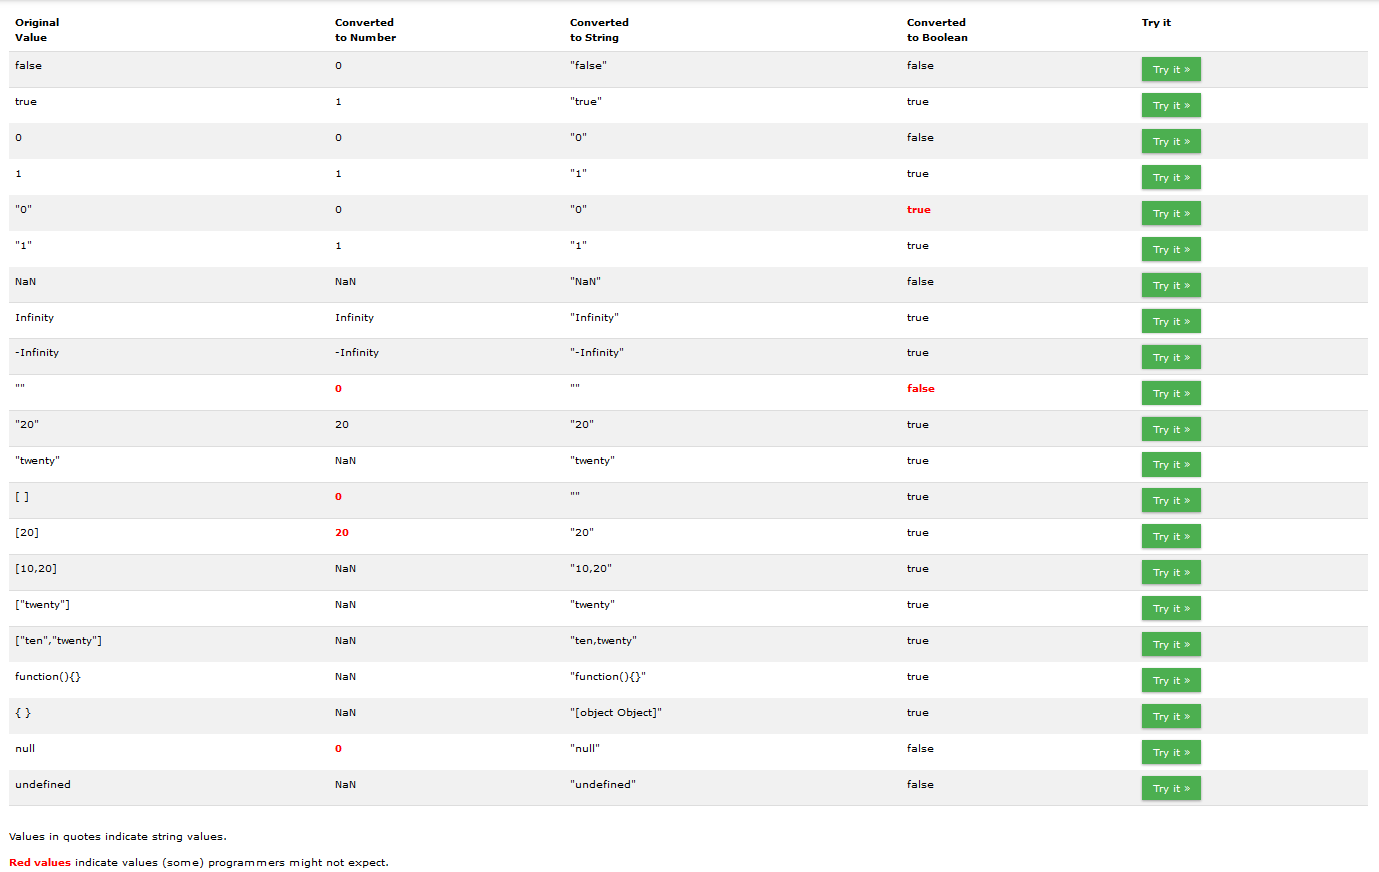 Original Value Converted to Number Converted to String Converted to Boolean Try it
false 0 "false" false Try it »
true 1 "true" true Try it »
0 0 "0" false Try it »
1 1 "1" true Try it »
"0" 0 "0" true Try it »
"1" 1 "1" true Try it »
NaN NaN "NaN" false Try it »
Infinity Infinity "Infinity" true Try it »
-Infinity -Infinity "-Infinity" true Try it »
"" 0 "" false Try it »
"20" 20 "20" true Try it »
"twenty" NaN "twenty" true Try it »
[ ] 0 "" true Try it »
[20] 20 "20" true Try it »
[10,20] NaN "10,20" true Try it »
["twenty"] NaN "twenty" true Try it »
["ten","twenty"] NaN "ten,twenty" true Try it »
function(){} NaN "function(){}" true Try it »
{ } NaN "[object Object]" true Try it »
null 0 "null" false Try it »
undefined NaN "undefined" false Try it »
Values in quotes indicate string values.
Red values indicate values (some) programmers might not expect.